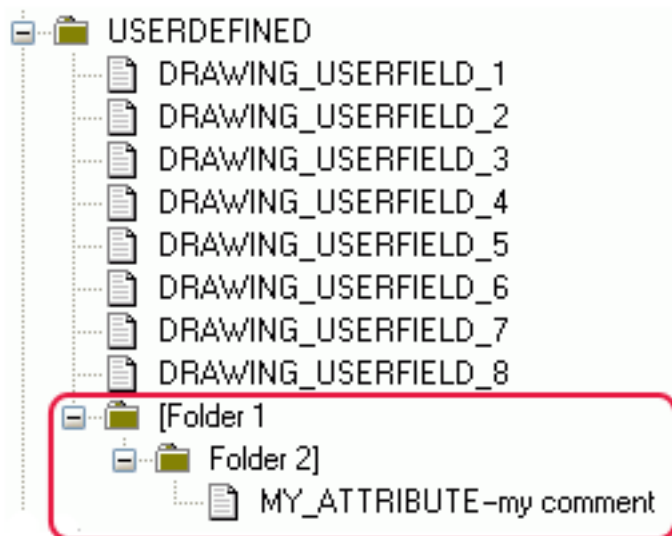 USERDEFINED
DRAWING_USERFIELD_1
DRAWING_USERFIELD_2
DRAWING_USERFIELD_3
DRAWING_USERFIELD_4
DRAWING_USERFIELD_5
DRAWING_USERFIELD_6
DRAWING_USERFIELD_7
DRAWING_USERFIELD_8
[Folder 1
Folder 2]
MY_ATTRIBUTE-my comment